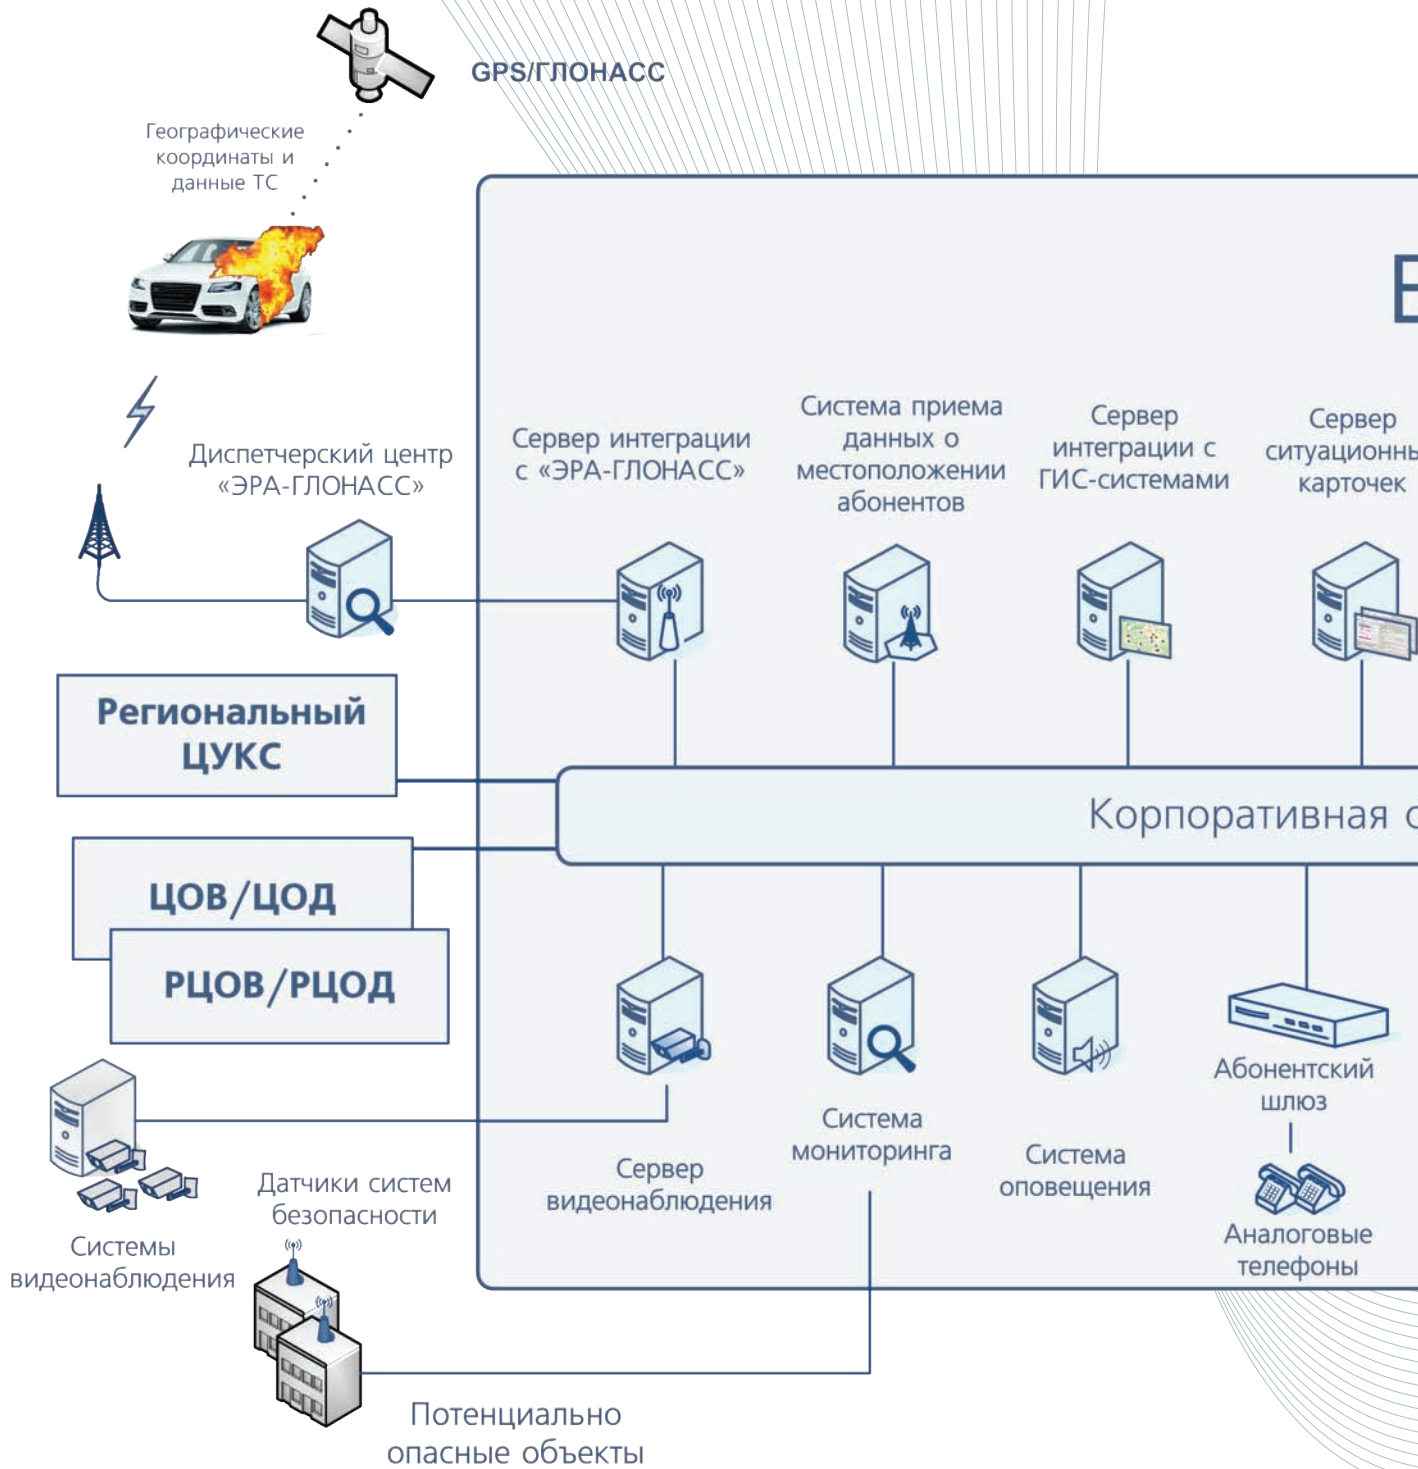 GPS/ГЛОНАСС
Географические
координаты и
данные ТС
Е
Диспетчерский центр
«ЭРА-ГЛОНАСС»
Сервер интеграции
с «ЭРА-ГЛОНАСС»
Система приема
данных о
местоположении
абонентов
Сервер
интеграции с
ГИС-системами
Сервер
ситуационны
карточек
Региональный
ЦУКС
Корпоративная с
ЦОВ/ЦОД
РЦОВ/РЦОД
Сервер
видеонаблюдения
Система
мониторинга
Система
оповещения
Абонентский
шлюз
Аналоговые
телефоны
Системы
видеонаблюдения
Датчики систем
безопасности
Потенциально
опасные объекты